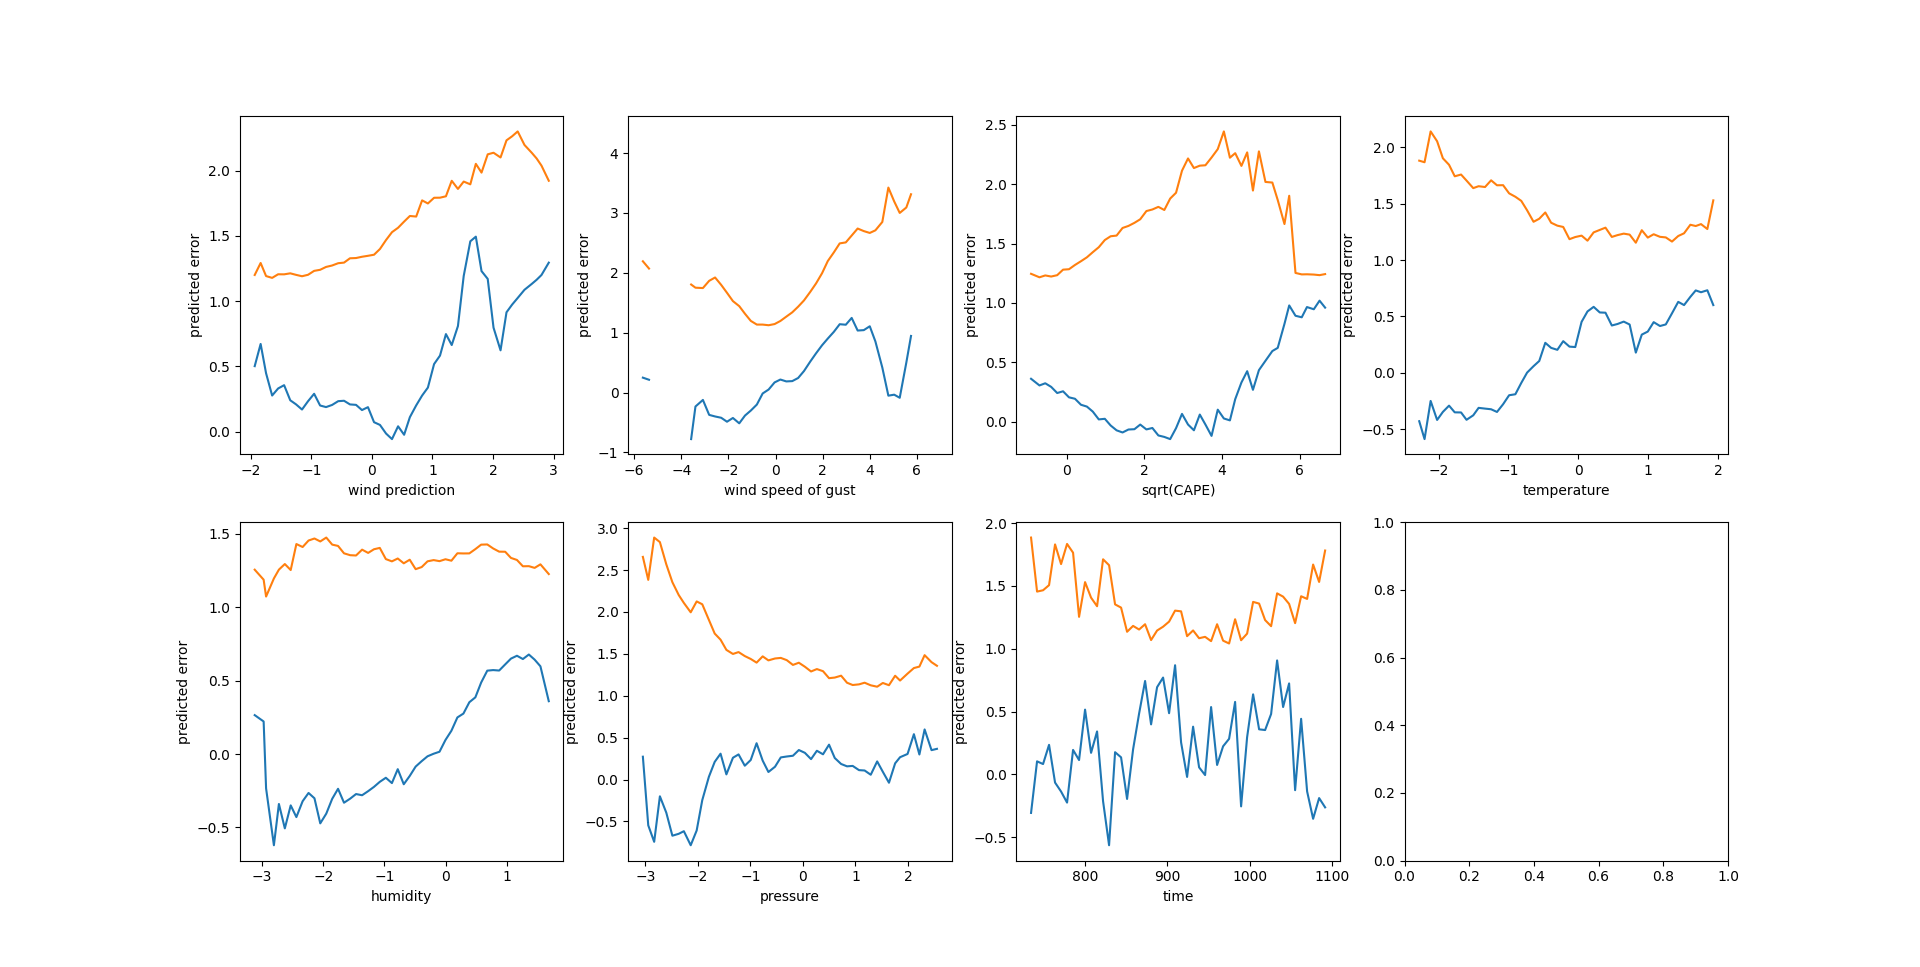 predicted error
2.0
1.5
1.0
0.5
0.0
−2 −1 0 1 2 3
wind prediction
predicted error
4
3
2
1
0
−1
−6 −4 −2 0 2 4 6
wind speed of gust
predicted error
2.5
2.0
1.5
1.0
0.5
0.0
0 2 4 6
sqrt(CAPE)
predicted error
2.0
1.5
1.0
0.5
0.0
−0.5
−2 −1 0 1 2
temperature
predicted error
1.5
1.0
0.5
0.0
−0.5
−3 −2 −1 0 1
humidity
predicted error
3.0
2.5
2.0
1.5
1.0
0.5
0.0
−0.5
−3 −2 −1 0 1 2
pressure
predicted error
2.0
1.5
1.0
0.5
0.0
−0.5
800 900 1000 1100
time
1.0
0.8
0.6
0.4
0.2
0.0
0.0 0.2 0.4 0.6 0.8 1.0